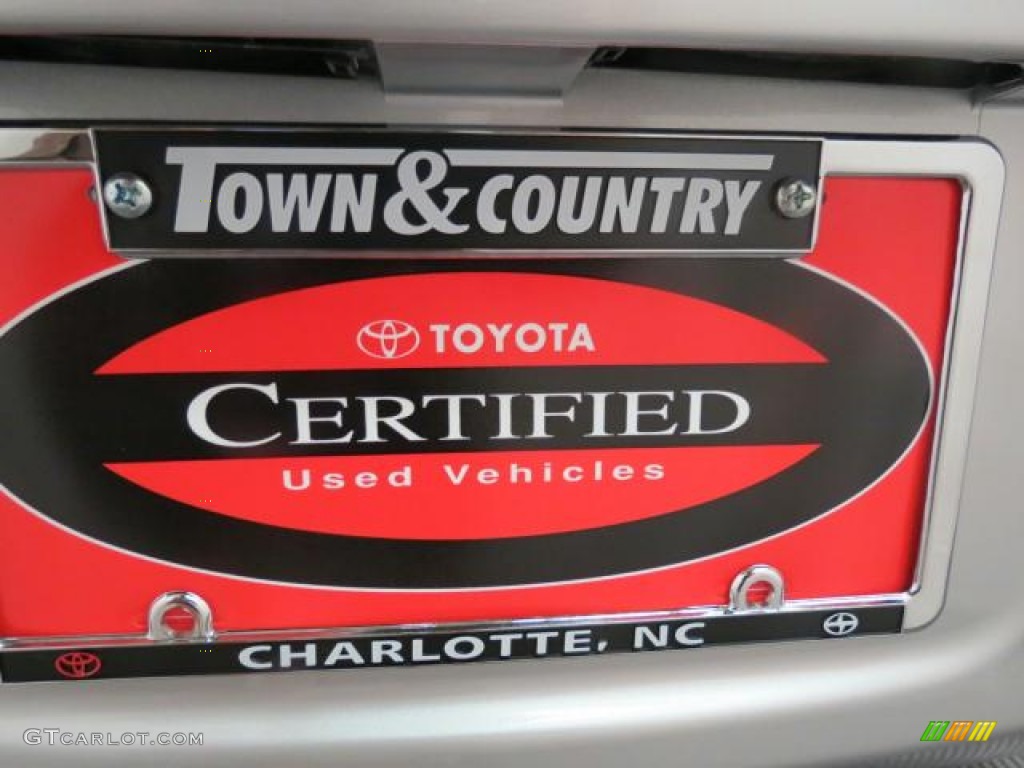 TOWN & COUNTRY
TOYOTA
CERTIFIED
Used Vehicles
CHARLOTTE, NC
GTCARLOT.COM